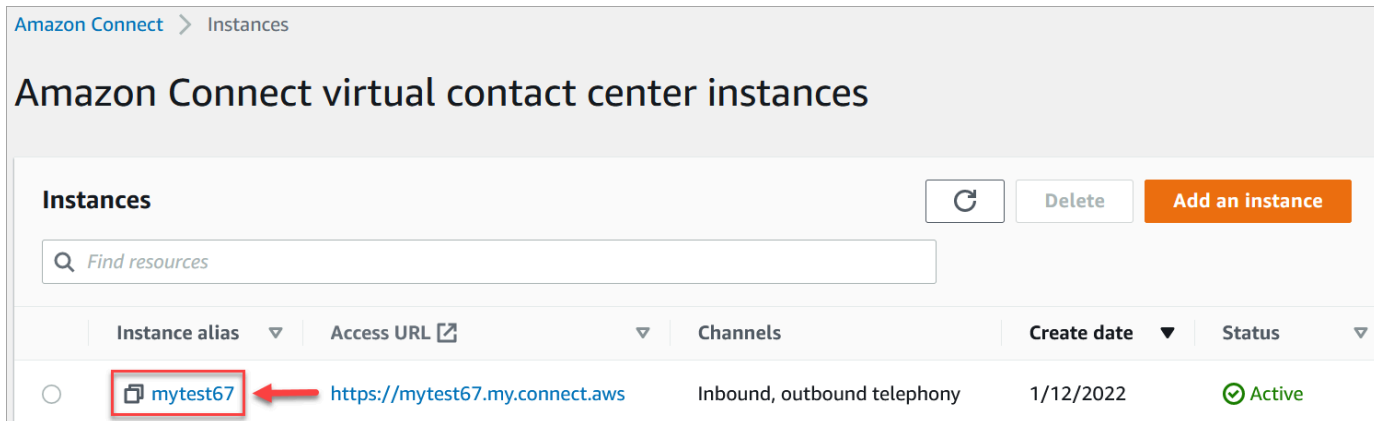 Amazon Connect > Instances
Amazon Connect virtual contact center instances
Instances
Delete
Add an instance
Find resources
Instance alias Access URL Channels Create date Status
mytest67 https://mytest67.my.connect.aws Inbound, outbound telephony 1/12/2022 Active